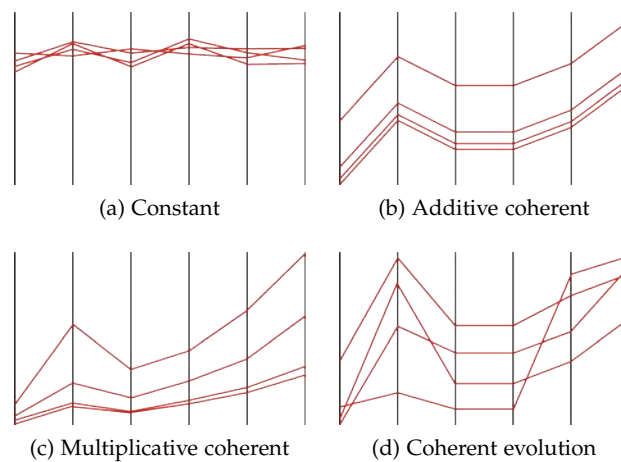 (a) Constant
(b) Additive coherent
(c) Multiplicative coherent
(d) Coherent evolution